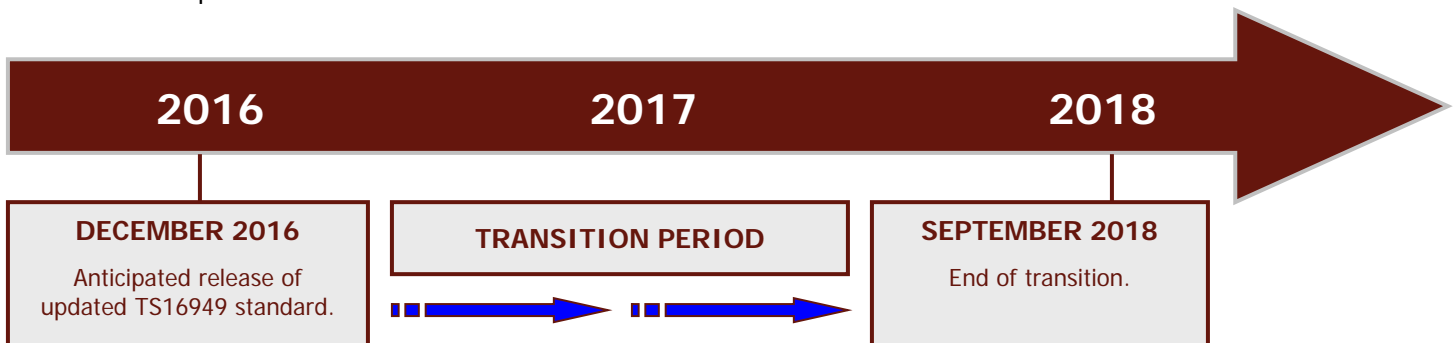 2016 2017 2018
DECEMBER 2016
Anticipated release of
updated TS16949 standard.
TRANSITION PERIOD
SEPTEMBER 2018
End of transition.